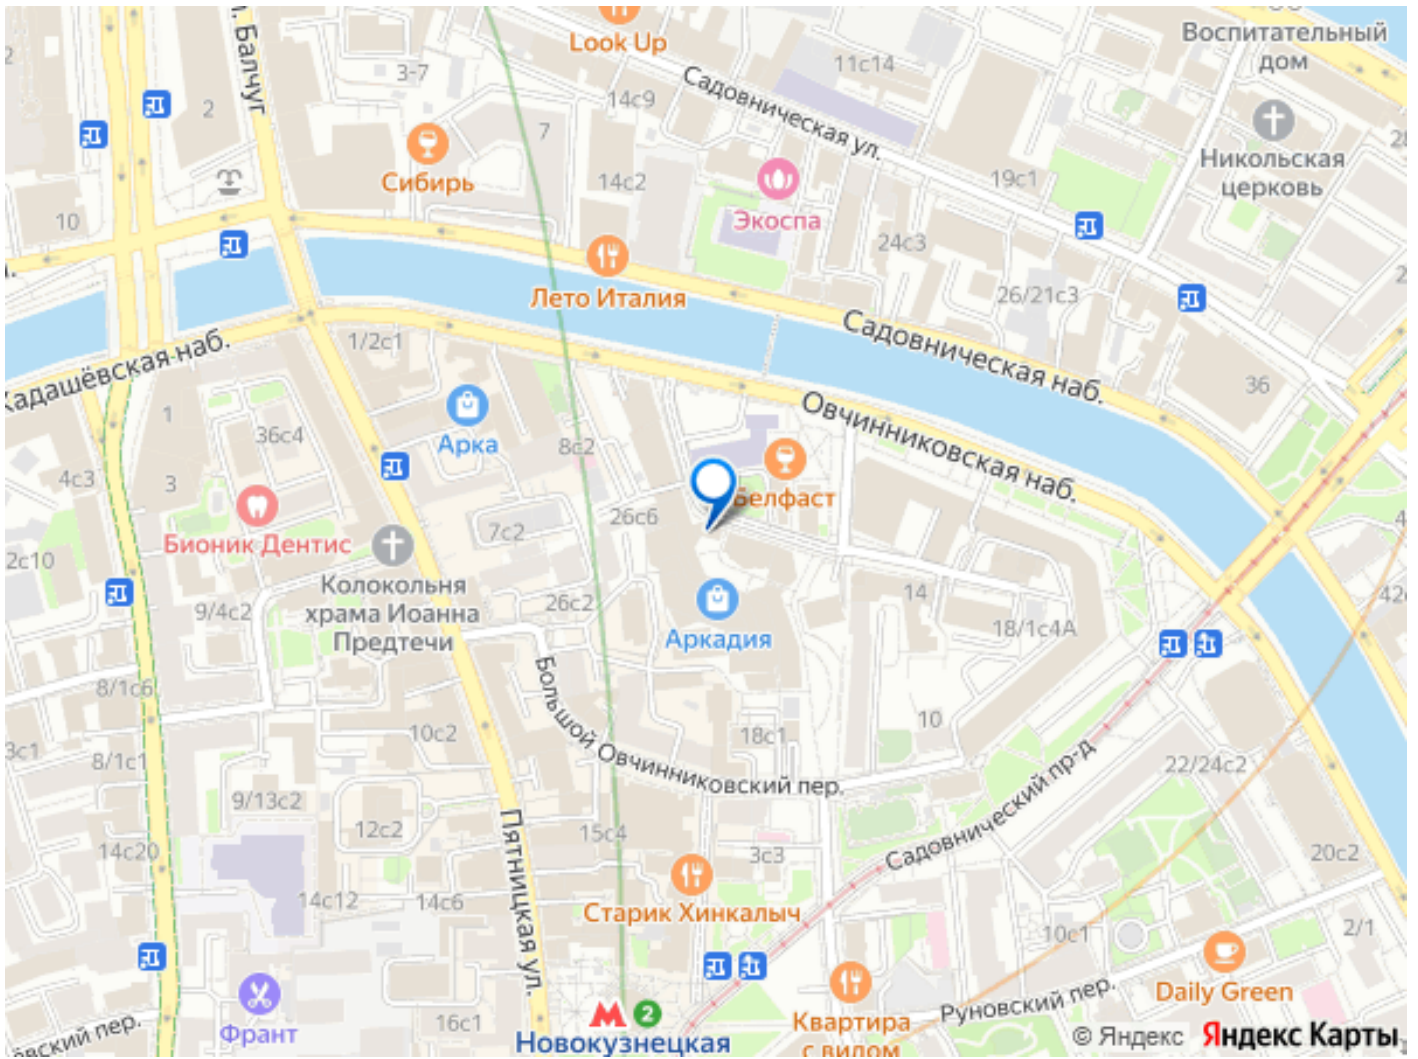 Look Up
Воспитательный
дом
3-7
11с14
л. Балчуг
2
14с9
Садовническая ул.
7
Никольская
церковь
Сибирь
14с2
19с1
10
Экоспа
24с3
Лето Италия
26/21с3
Садовническая наб.
Кадашёвская наб.
1/2с1
36
1
Овчинниковская наб.
36с4
Арка
8с2
4с3
3
Белфаст
26с6
7с2
Бионик Дентис
2с10
Колокольня
храма Иоанна
Предтечи
9/4с2
26с2
14
18/1с4А
Аркадия
8/1с6
Большой Овчинниковский пер.
10с2
18с1
10
3с1
8/1с1
22/24с2
Садовнический пр-д
9/13с2
12с2
15с4
3с3
14с20
Пятницкая ул.
20с2
14с12
14с6
Старик Хинкалыч
10с1
2/1
Daily Green
Франт
16с1
2
Новокузнецкая
Квартира
с видом
Руновский пер.
ёвский пер.
© Яндекс Яндекс Карты